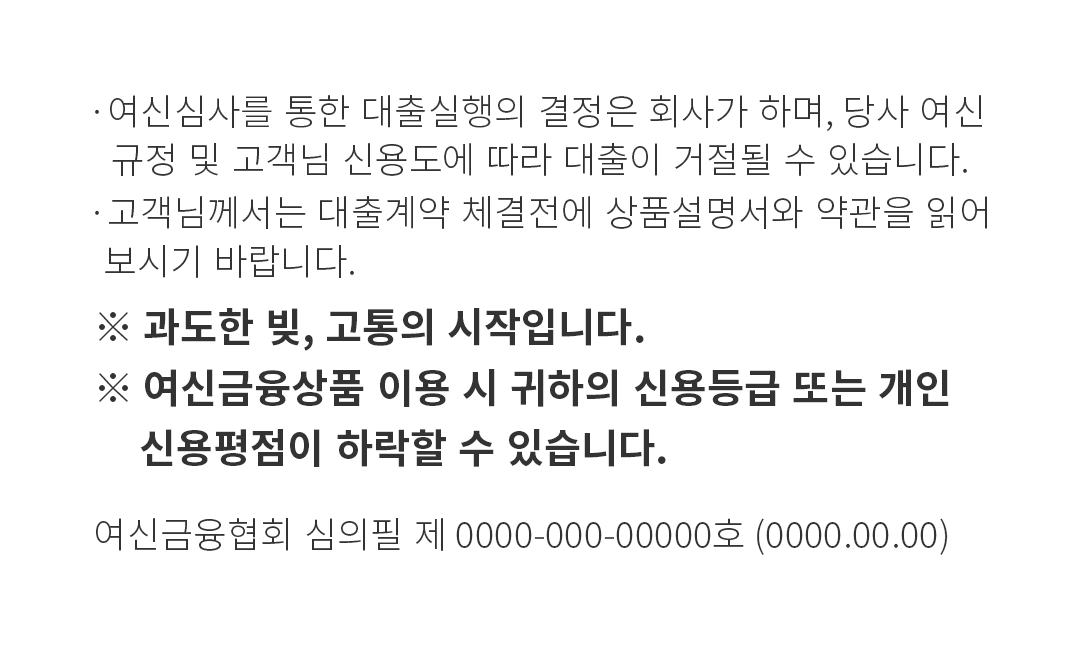 · 여신심사를 통한 대출실행의 결정은 회사가 하며, 당사 여신
규정 및 고객님 신용도에 따라 대출이 거절될 수 있습니다.
· 고객님께서는 대출계약 체결전에 상품설명서와 약관을 읽어
보시기 바랍니다.
※ 과도한 빚, 고통의 시작입니다.
※ 여신금융상품 이용 시 귀하의 신용등급 또는 개인
신용평점이 하락할 수 있습니다.
여신금융협회 심의필 제 0000-000-00000호 (0000.00.00)